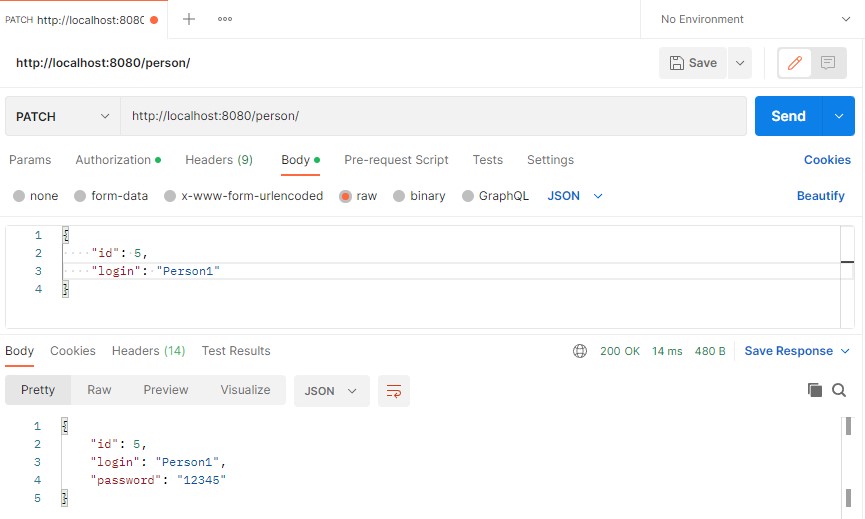 PATCH http://localhost:8080
No Environment
http://localhost:8080/person/
Save
PATCH http://localhost:8080/person/
Send
Params Authorization Headers (9) Body Pre-request Script Tests Settings Cookies
none form-data x-www-form-urlencoded raw binary GraphQL JSON Beautify
1 {
2 "id": 5,
3 "login": "Person1"
4 }
Body Cookies Headers (14) Test Results 200 OK 14 ms 480 B Save Response
Pretty Raw Preview Visualize JSON
1 {
2 "id": 5,
3 "login": "Person1",
4 "password": "12345"
5 }